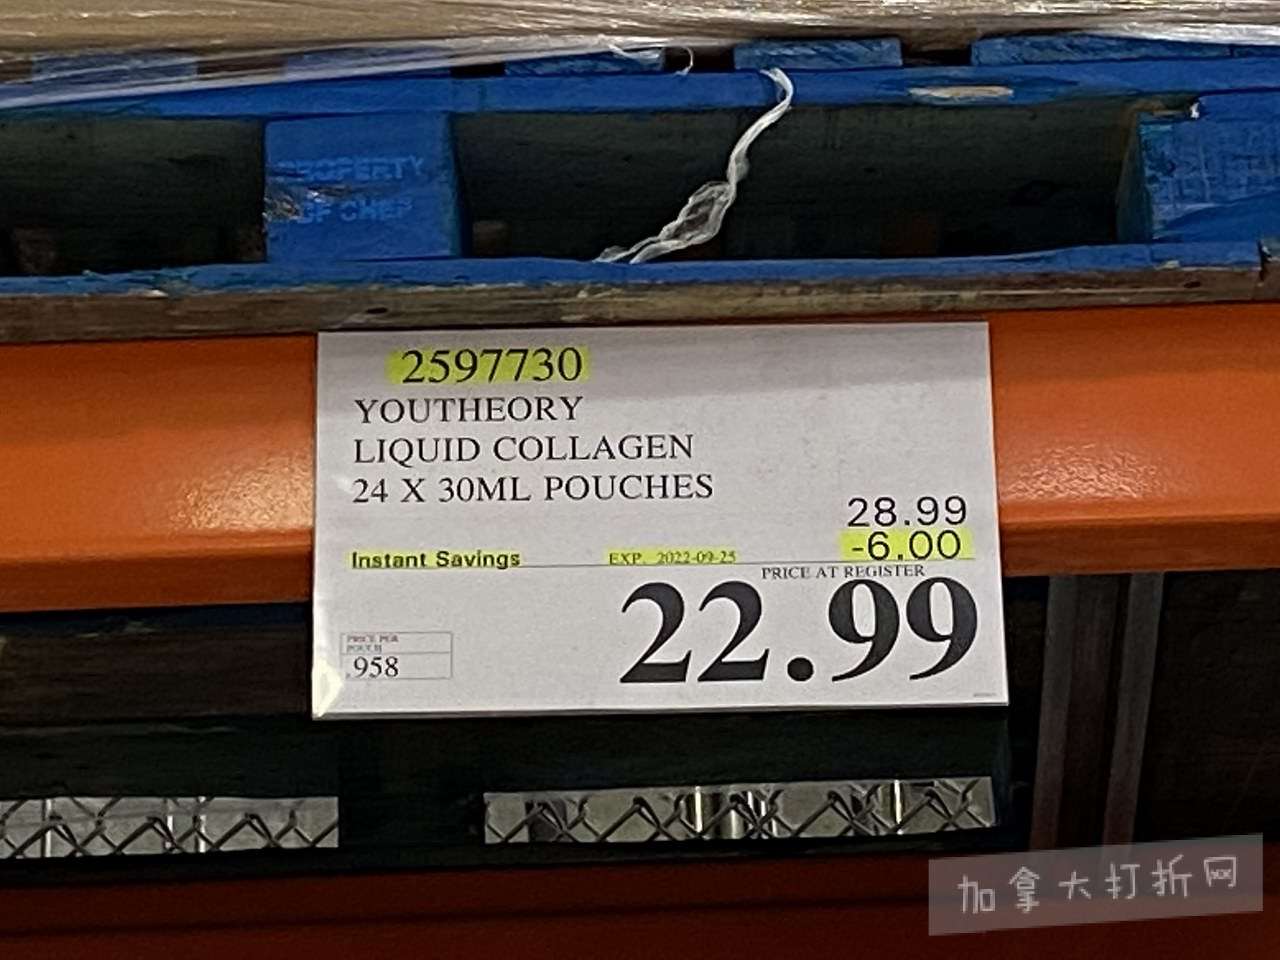 PROPERTY
OF CHEP
2597730
YOUTHEORY
LIQUID COLLAGEN
24 X 30ML POUCHES
28.99
-6.00
Instant Savings EXP. 2022-09-25
PRICE AT REGISTER
22.99
PRICE PER
POUCH
.958
加拿大打折网